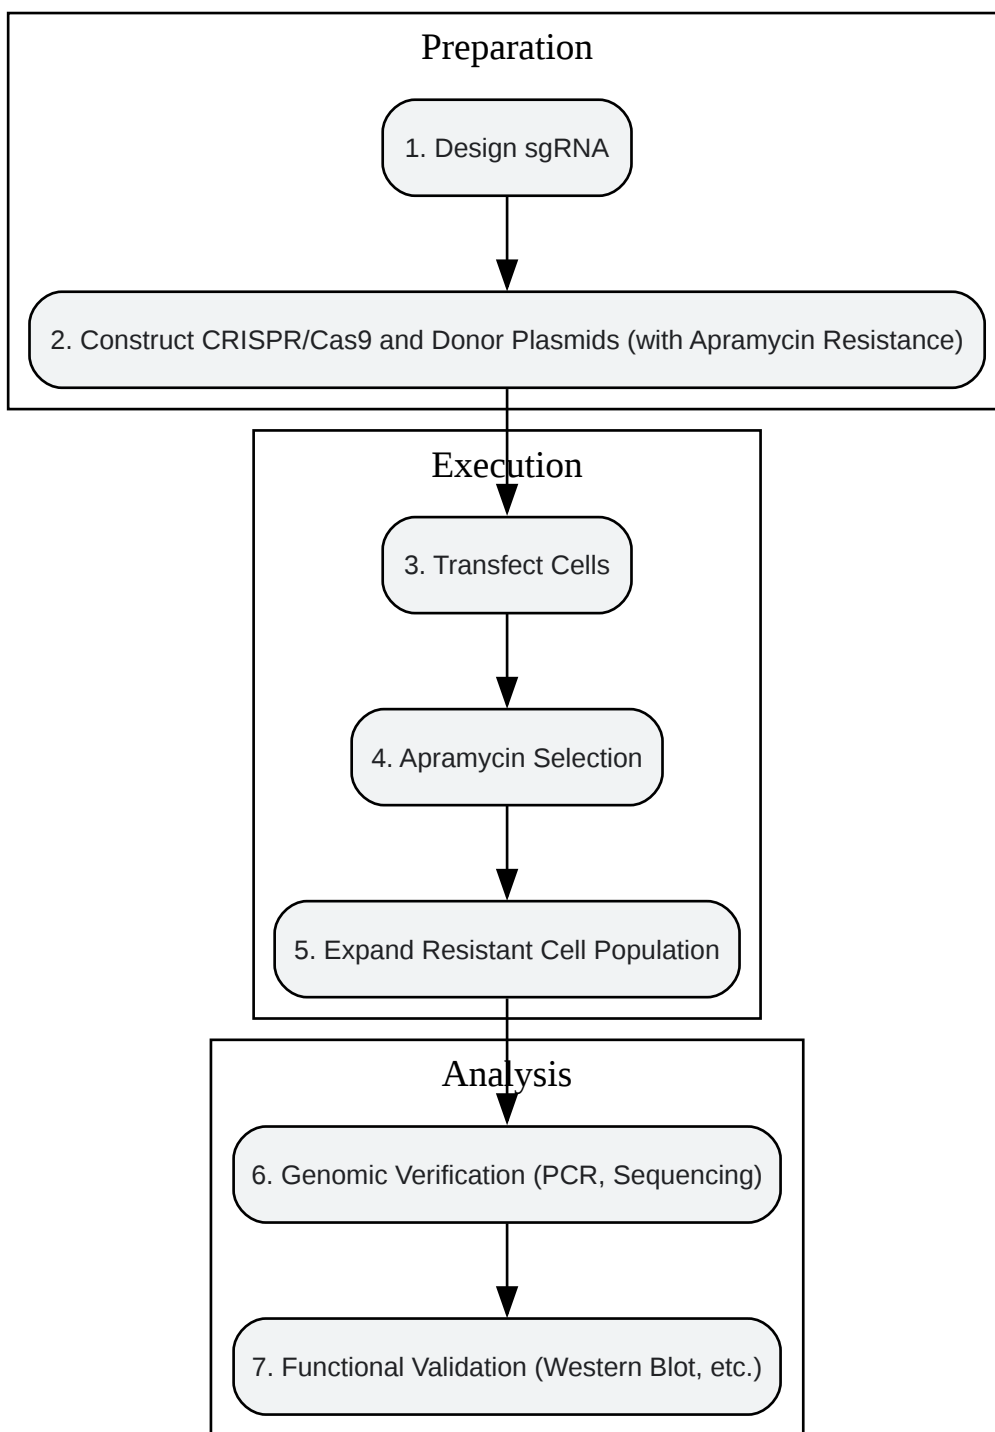 Preparation
1. Design sgRNA
2. Construct CRISPR/Cas9 and Donor Plasmids (with Apramycin Resistance)
Execution
3. Transfect Cells
4. Apramycin Selection
5. Expand Resistant Cell Population
Analysis
6. Genomic Verification (PCR, Sequencing)
7. Functional Validation (Western Blot, etc.)